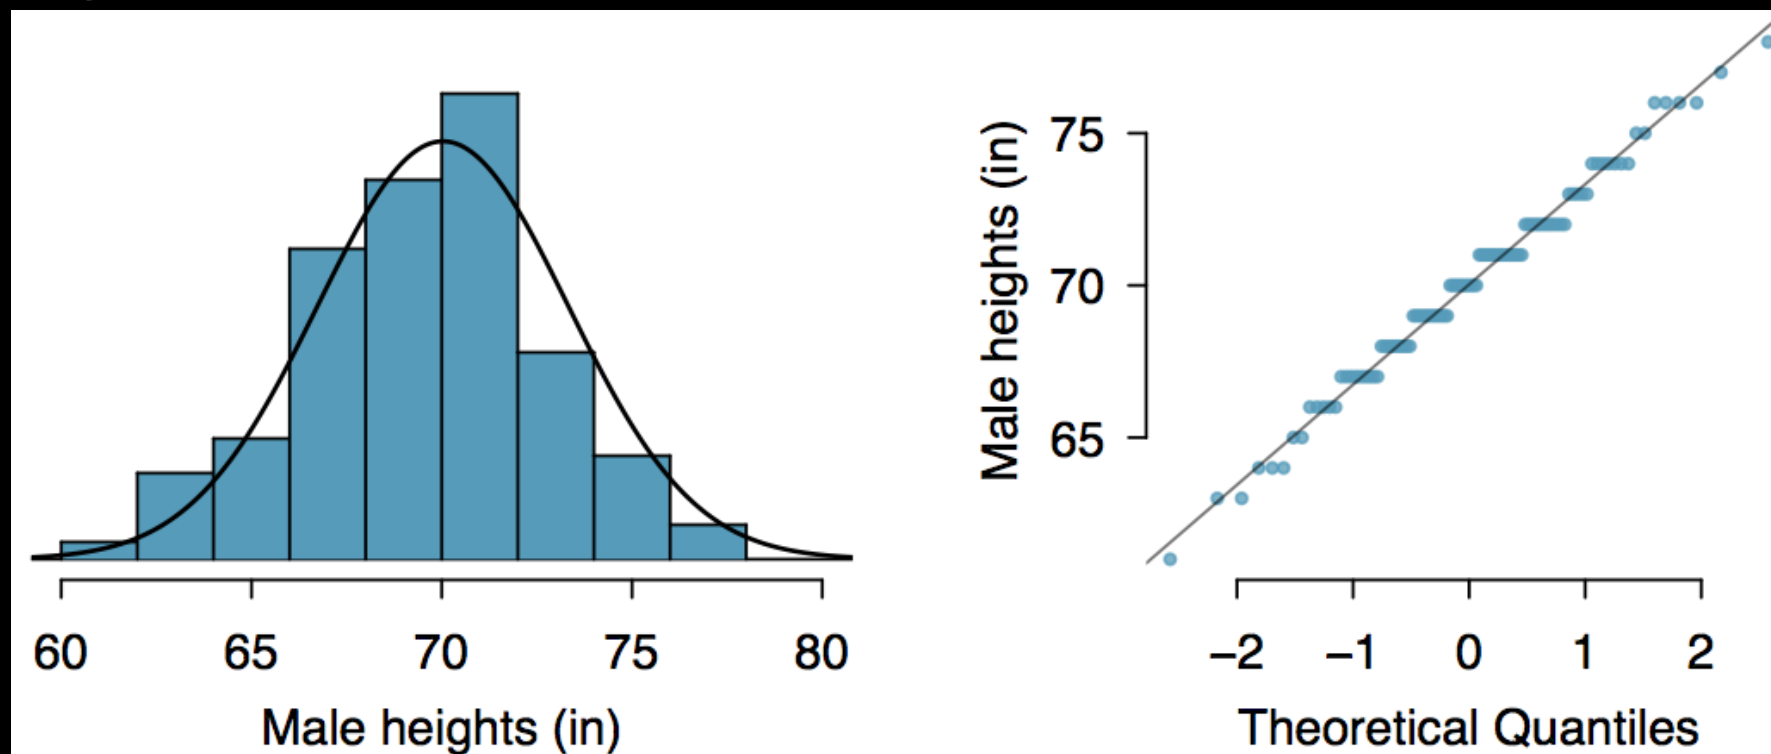 60 65 70 75 80
Male heights (in)
Male heights (in)
75
70
65
−2 −1 0 1 2
Theoretical Quantiles